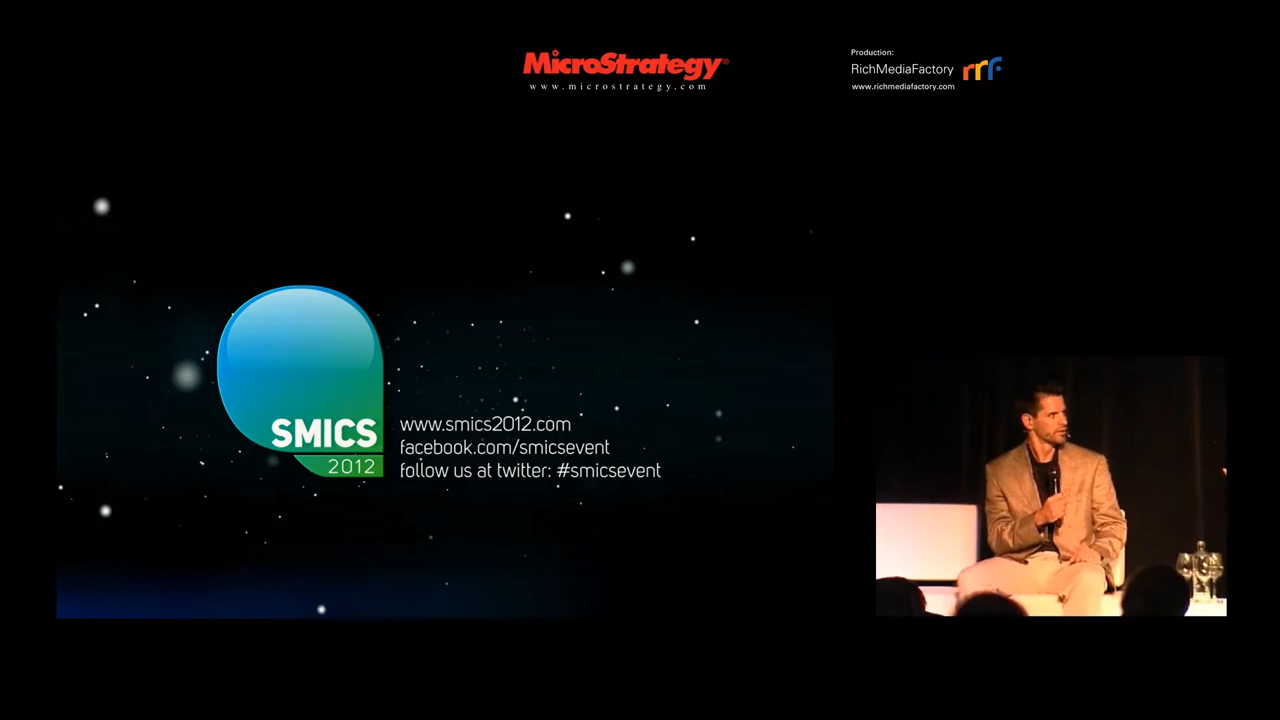 MicroStrategy®
www.microstrategy.com
Production:
RichMediaFactory rrf
www.richmediafactory.com
SMICS
2012
www.smics2012.com
facebook.com/smicsevent
follow us at twitter: #smicsevent